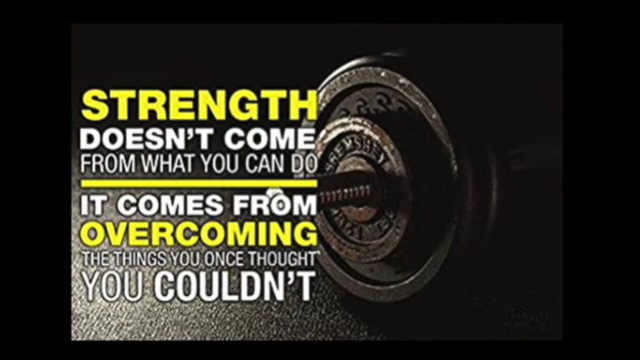 STRENGTH
DOESN'T COME
FROM WHAT YOU CAN DO
IT COMES FROM
OVERCOMING
THE THINGS YOU ONCE THOUGHT
YOU COULDN'T